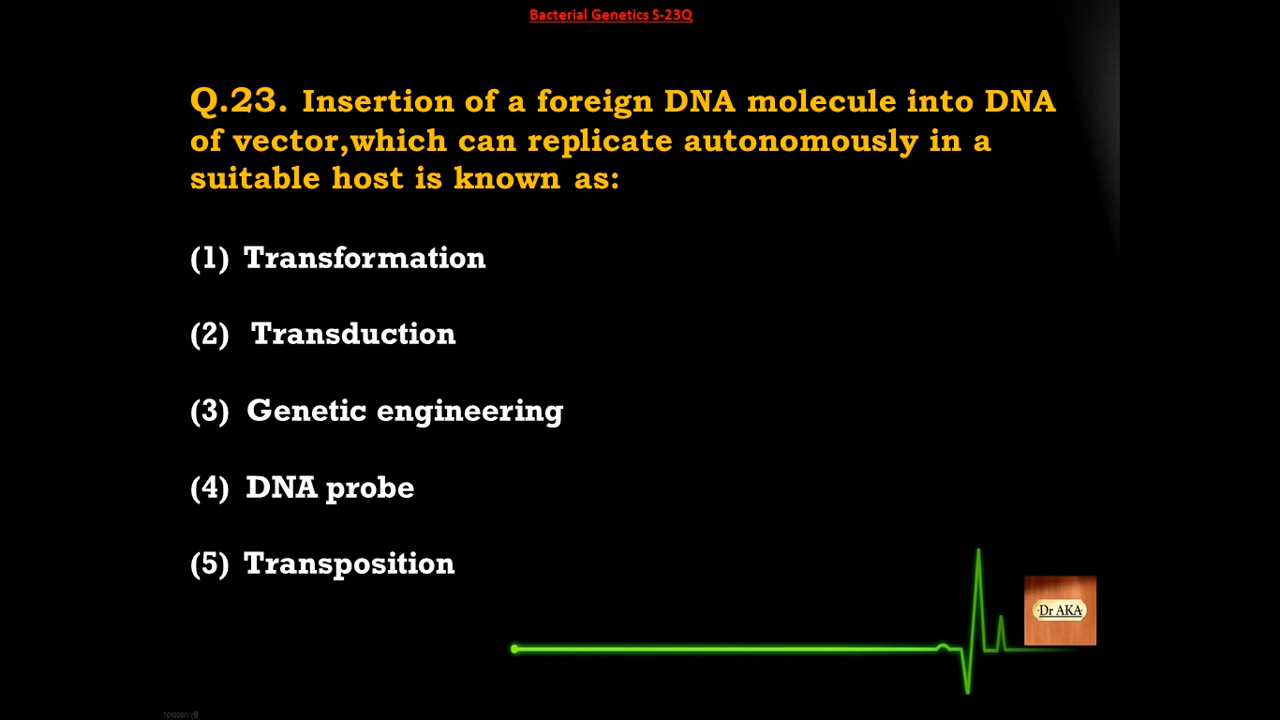 Bacterial Genetics S-23Q
Q.23. Insertion of a foreign DNA molecule into DNA
of vector,which can replicate autonomously in a
suitable host is known as:
(1) Transformation
(2) Transduction
(3) Genetic engineering
(4) DNA probe
(5) Transposition
Dr AKA